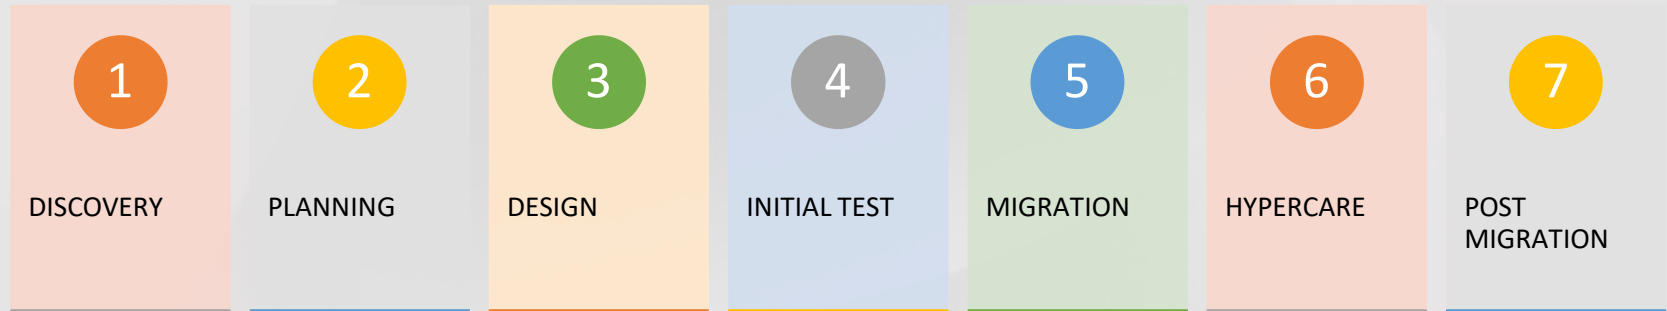 1
DISCOVERY
2
PLANNING
3
DESIGN
4
INITIAL TEST
5
MIGRATION
6
HYPERCARE
7
POST
MIGRATION